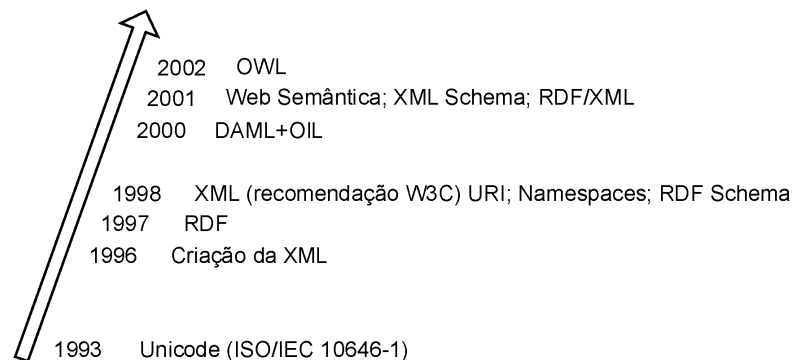 2002 OWL
2001 Web Semântica; XML Schema; RDF/XML
2000 DAML+OIL
1998 XML (recomendação W3C) URI; Namespaces; RDF Schema
1997 RDF
1996 Criação da XML
1993 Unicode (ISO/IEC 10646-1)